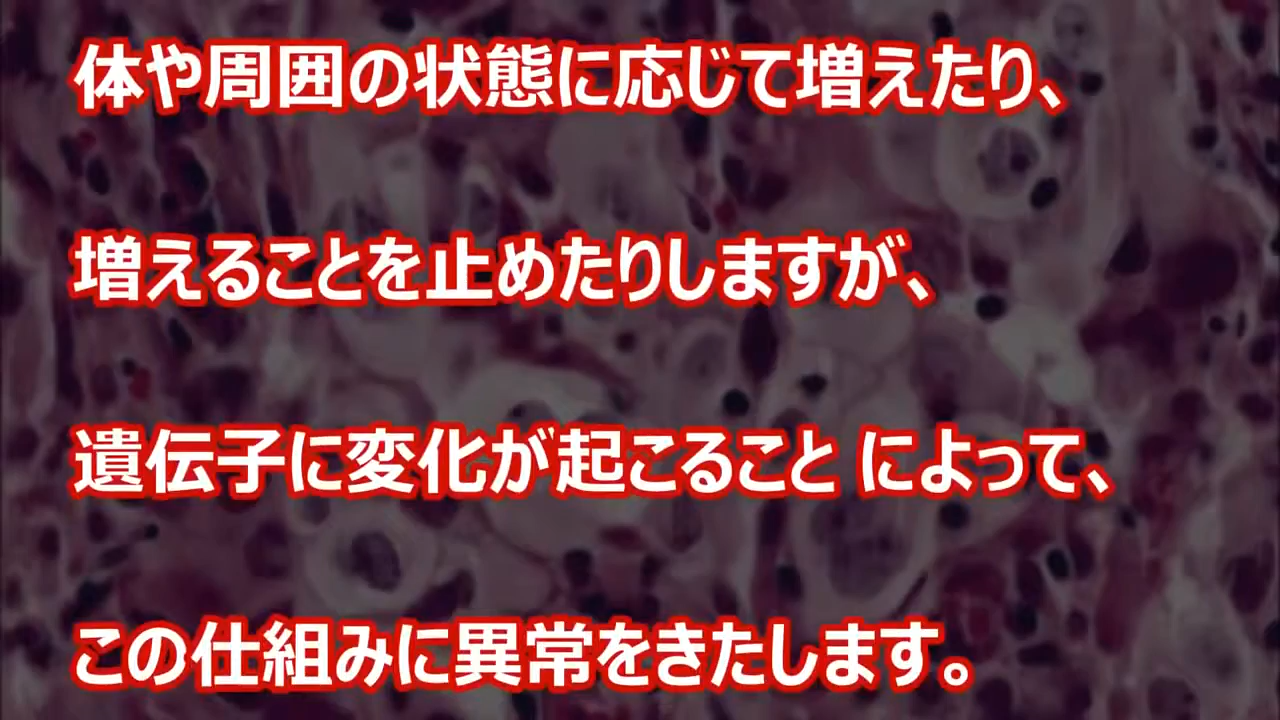 体や周囲の状態に応じて増えたり、
増えることを止めたりしますが、
遺伝子に変化が起こること によって、
この仕組みに異常をきたします。